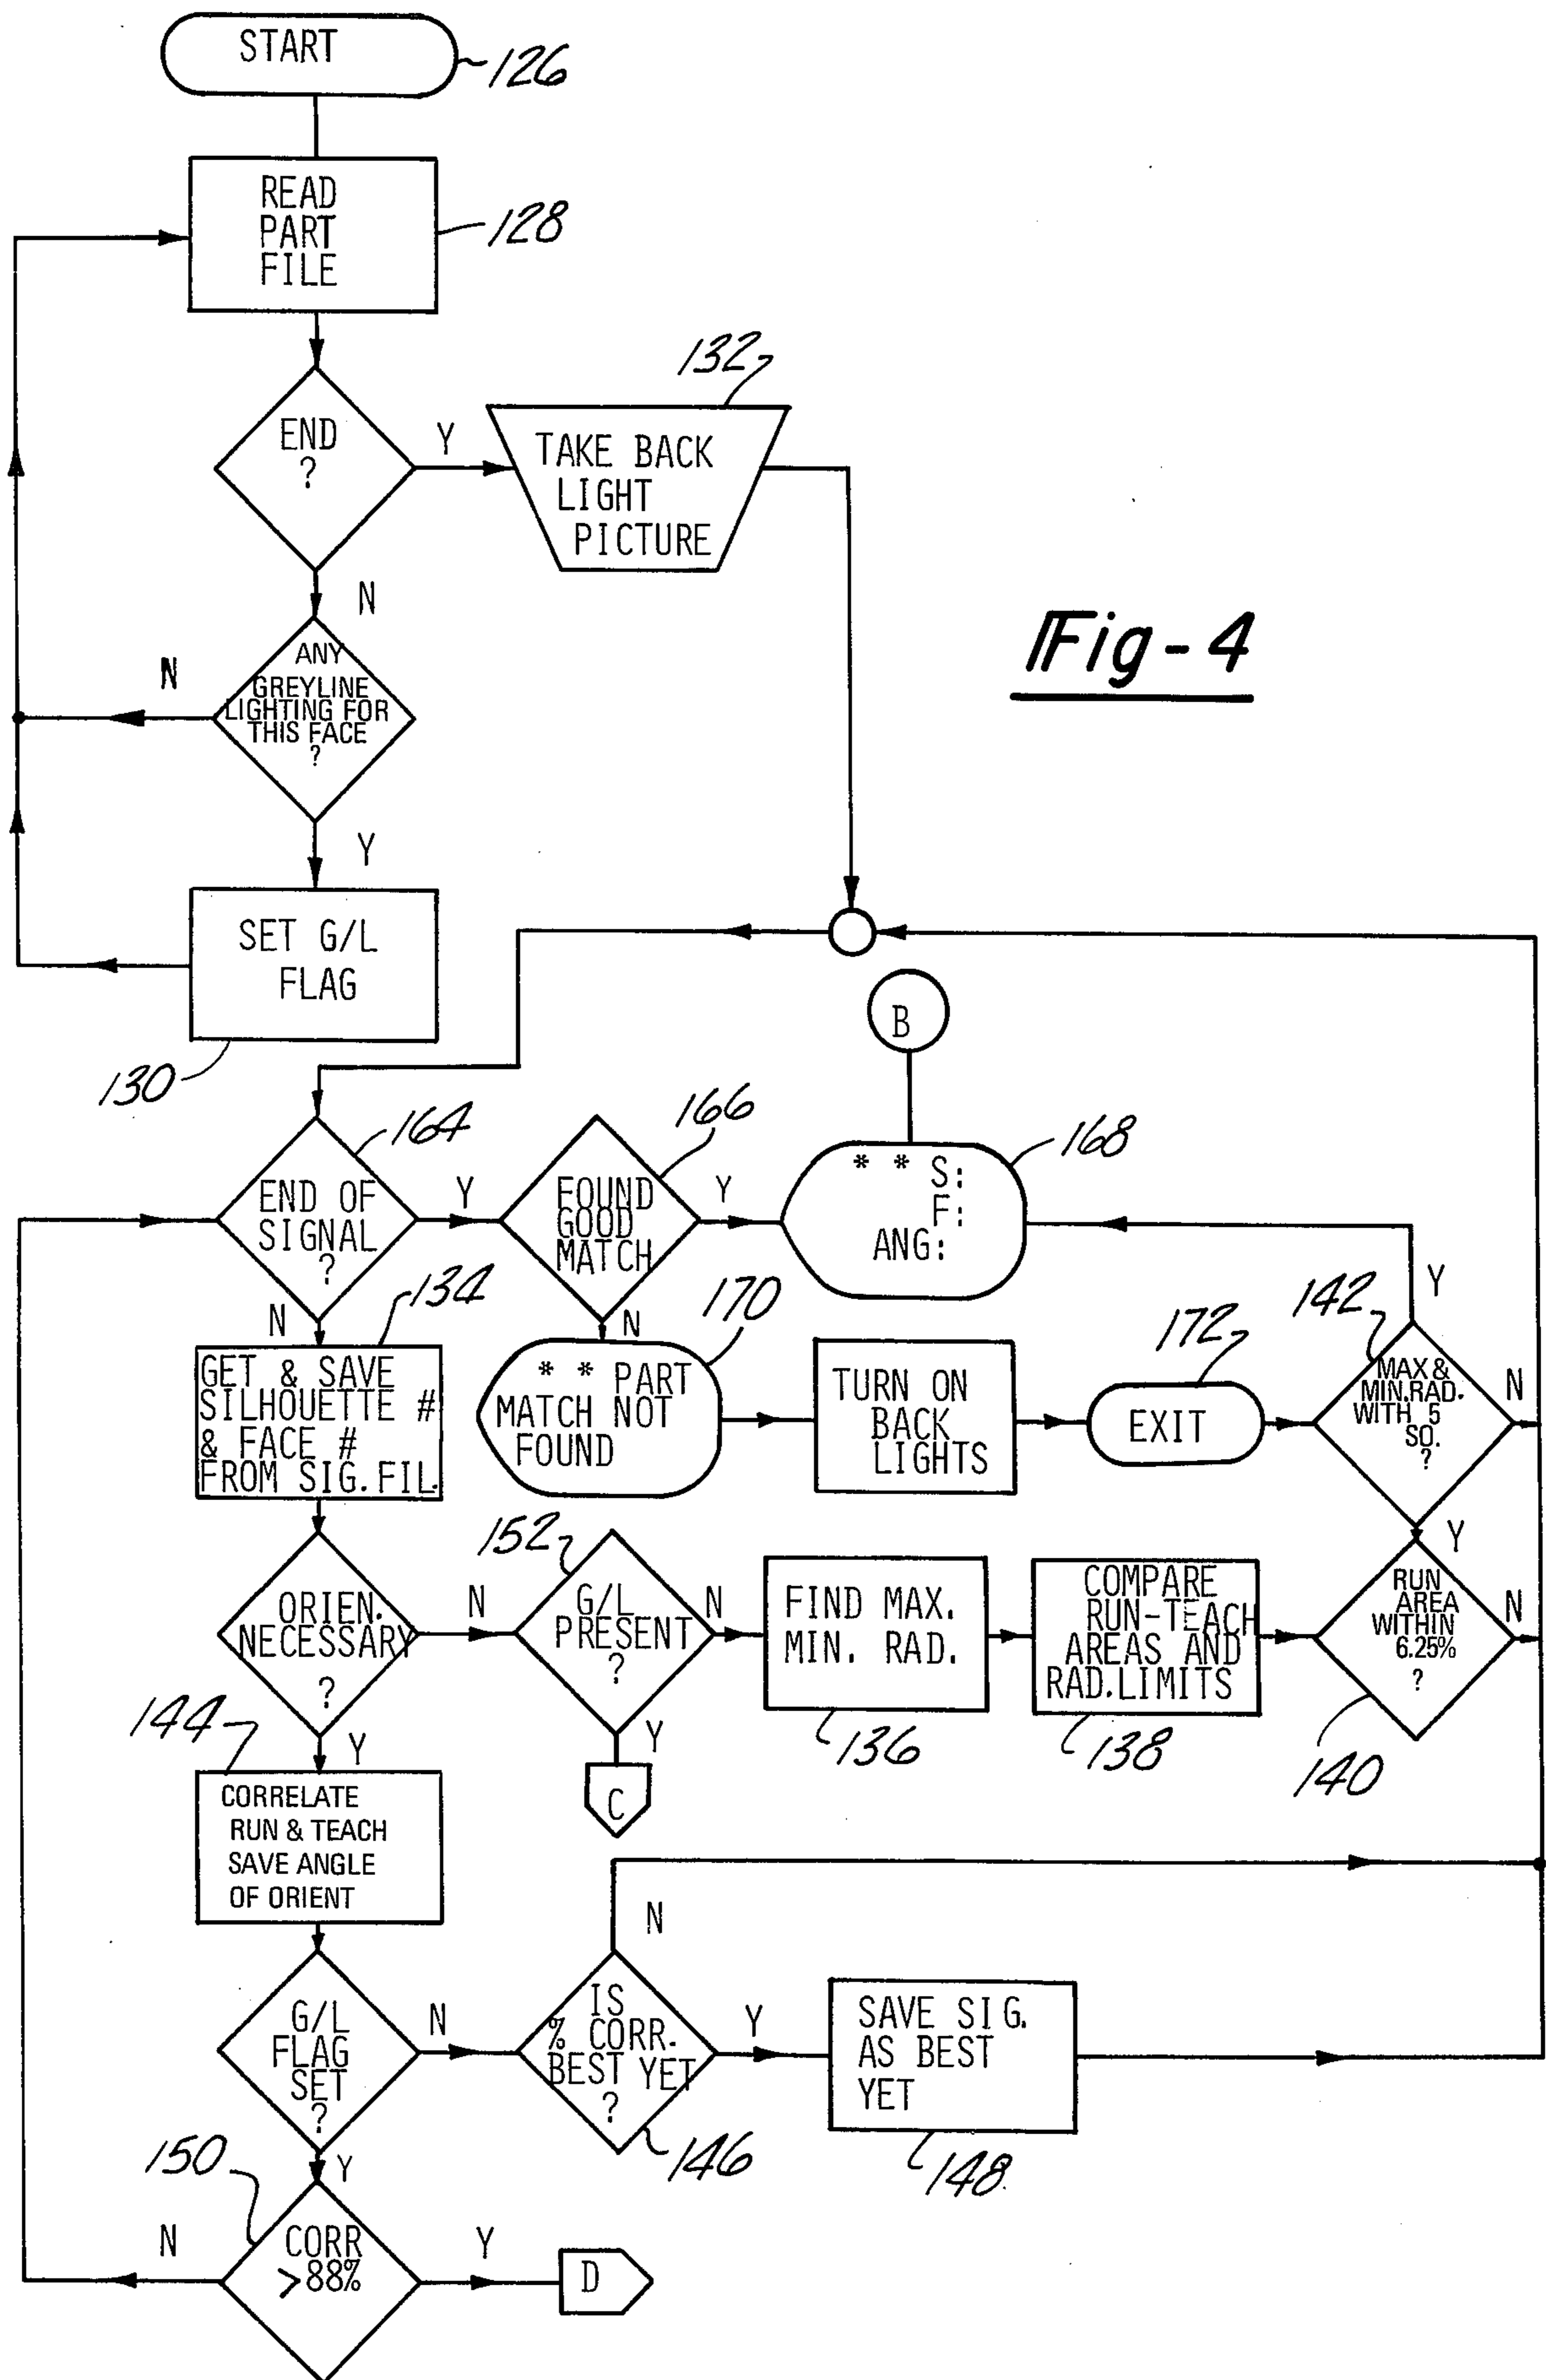 START
126
READ
PART
FILE
128
END
?
Y
132
TAKE BACK
LIGHT
PICTURE
N
ANY
GREYLINE
LIGHTING FOR
THIS FACE
?
N
Fig-4
Y
SET G/L
FLAG
130
B
164
END OF
SIGNAL
?
Y
166
FOUND
GOOD
MATCH
Y
168
* * S:
F:
ANG:
N
134
GET & SAVE
SILHOUETTE #
& FACE #
FROM SIG. FIL.
N
170
* * PART
MATCH NOT
FOUND
TURN ON
BACK
LIGHTS
172
EXIT
142
Y
MAX &
MIN.RAD.
WITH 5
SO.
?
N
Y
ORIEN.
NECESSARY
?
N
152
G/L
PRESENT
?
N
FIND MAX.
MIN. RAD.
136
COMPARE
RUN-TEACH
AREAS AND
RAD.LIMITS
138
RUN
AREA
WITHIN
6.25%
?
N
140
Y
C
144
Y
CORRELATE
RUN & TEACH
SAVE ANGLE
OF ORIENT
N
G/L
FLAG
SET
?
N
IS
% CORR.
BEST YET
?
146
Y
SAVE SIG.
AS BEST
YET
148
150
Y
CORR
>88%
N
Y
D